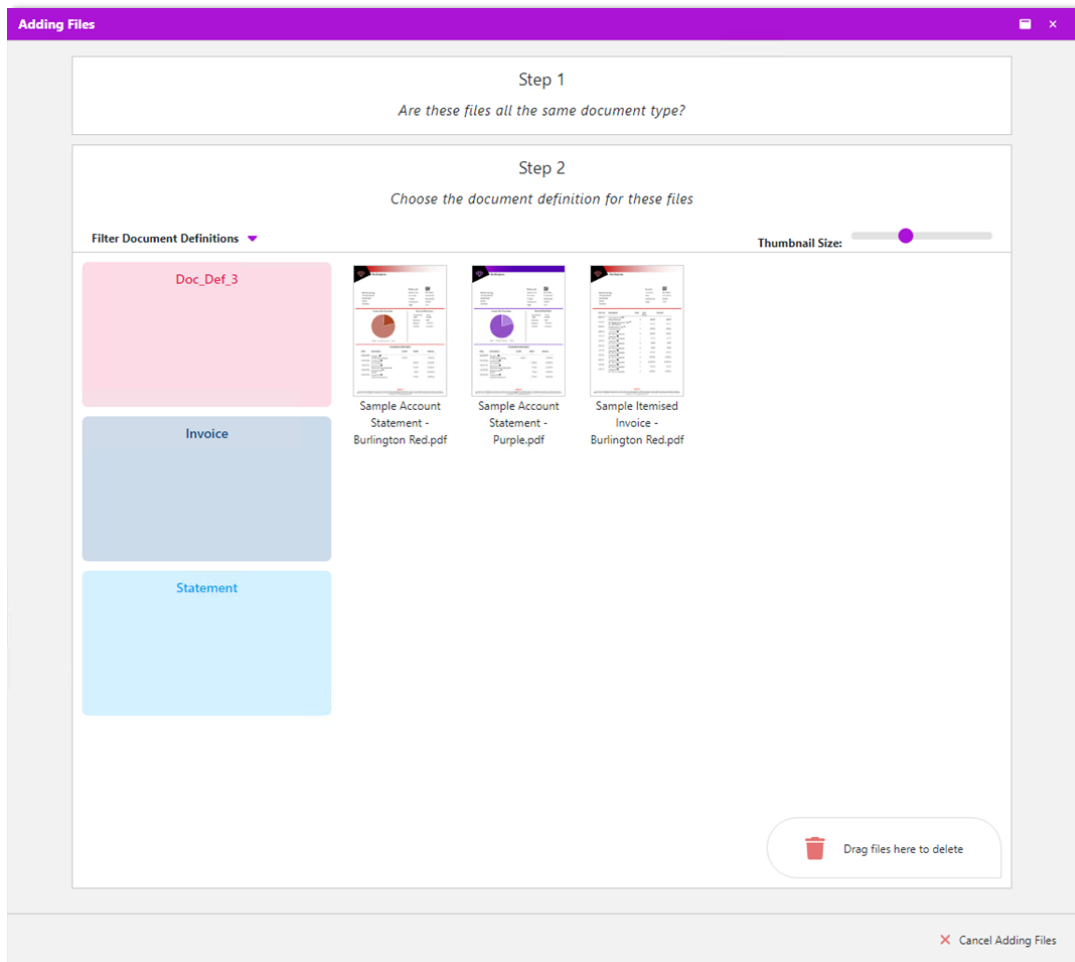 Adding Files
Step 1
Are these files all the same document type?
Step 2
Choose the document definition for these files
Filter Document Definitions
Thumbnail Size:
Doc_Def_3
Invoice
Statement
Sample Account
Statement -
Burlington Red.pdf
Sample Account
Statement -
Purple.pdf
Sample Itemised
Invoice -
Burlington Red.pdf
Drag files here to delete
Cancel Adding Files